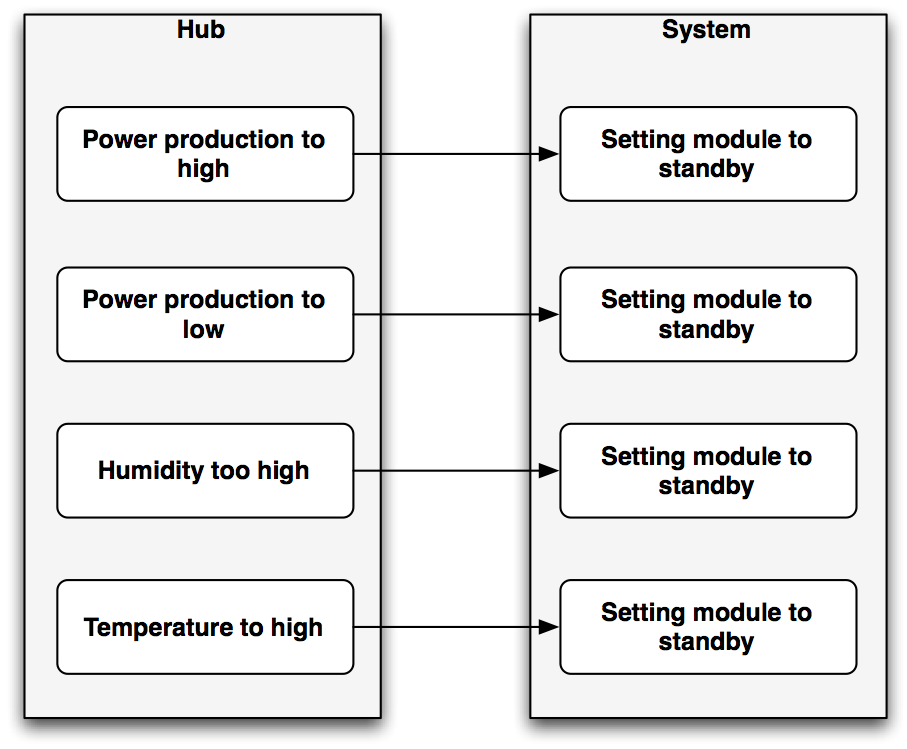 Hub
System
Power production to
high
Setting module to
standby
Power production to
low
Setting module to
standby
Humidity too high
Setting module to
standby
Temperature to high
Setting module to
standby